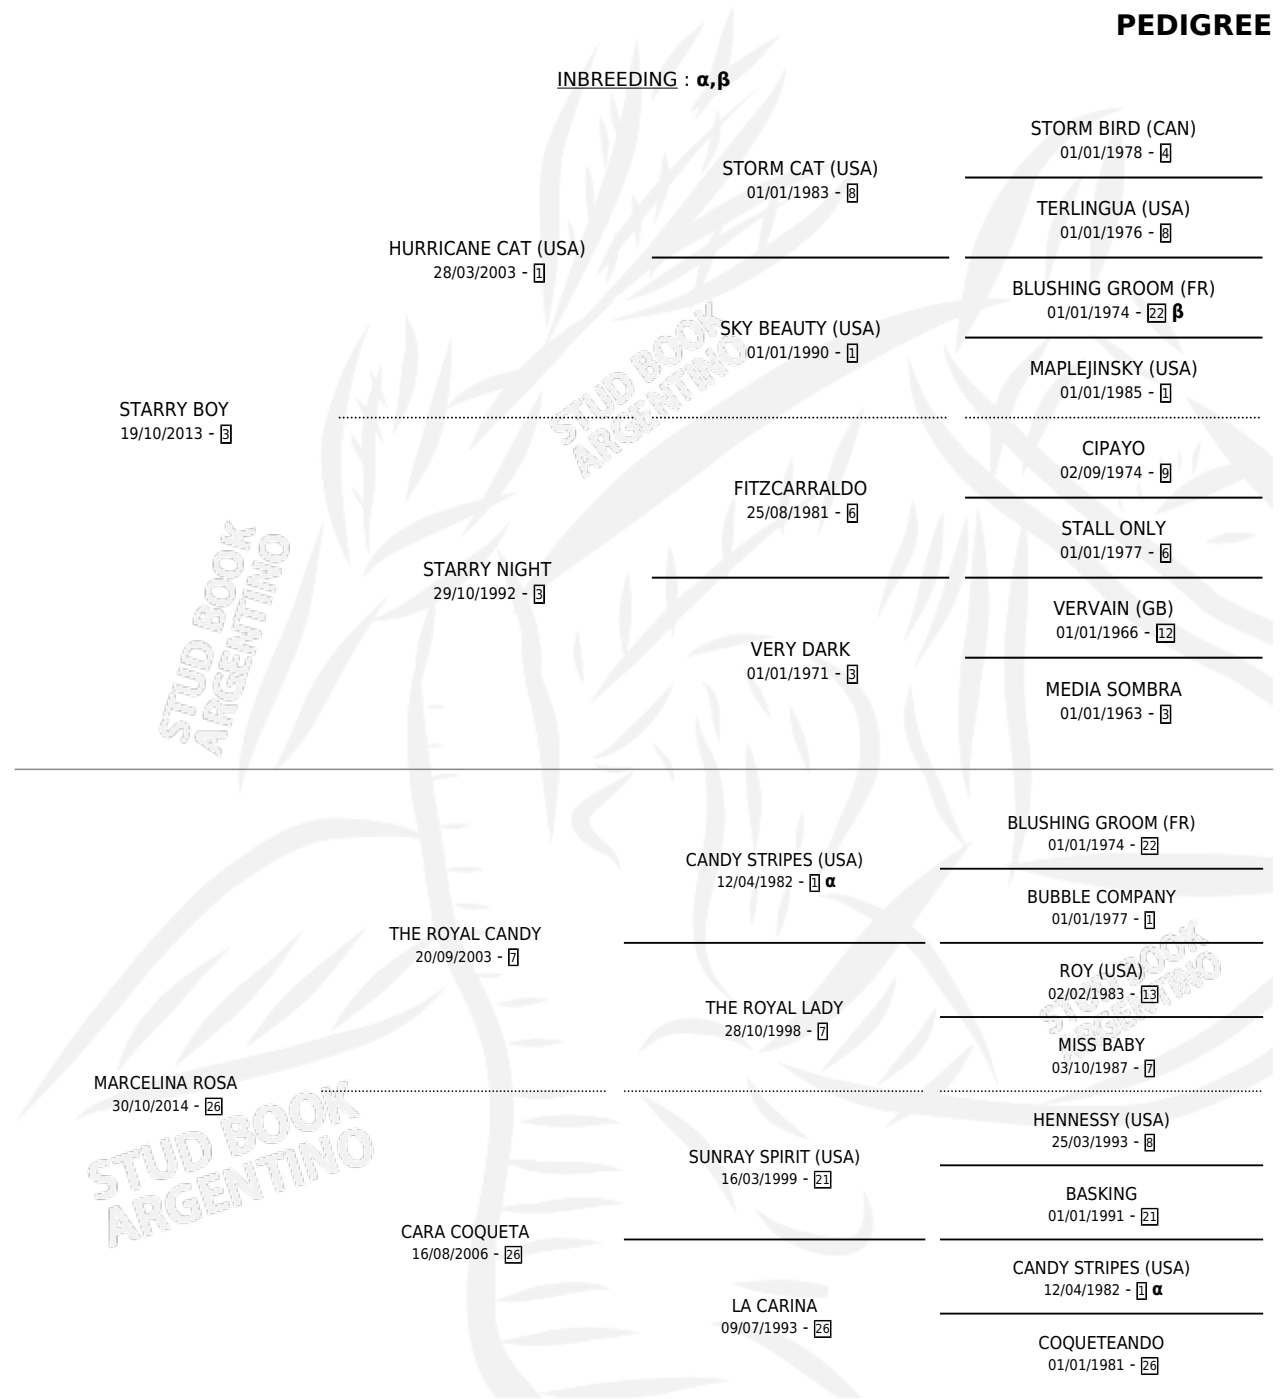 PEDIGREE
INBREEDING : α,β
STORM BIRD (CAN)
01/01/1978 - 4
STORM CAT (USA)
01/01/1983 - 8
TERLINGUA (USA)
01/01/1976 - 8
HURRICANE CAT (USA)
28/03/2003 - 1
BLUSHING GROOM (FR)
01/01/1974 - 22 β
SKY BEAUTY (USA)
01/01/1990 - 1
MAPLEJINSKY (USA)
01/01/1985 - 1
STARRY BOY
19/10/2013 - 3
CIPAYO
02/09/1974 - 9
FITZCARRALDO
25/08/1981 - 6
STALL ONLY
01/01/1977 - 6
STARRY NIGHT
29/10/1992 - 3
VERVAIN (GB)
01/01/1966 - 12
VERY DARK
01/01/1971 - 3
MEDIA SOMBRA
01/01/1963 - 3
BLUSHING GROOM (FR)
01/01/1974 - 22
CANDY STRIPES (USA)
12/04/1982 - 1 α
BUBBLE COMPANY
01/01/1977 - 1
THE ROYAL CANDY
20/09/2003 - 7
ROY (USA)
02/02/1983 - 13
THE ROYAL LADY
28/10/1998 - 7
MISS BABY
03/10/1987 - 7
MARCELINA ROSA
30/10/2014 - 26
HENNESSY (USA)
25/03/1993 - 8
SUNRAY SPIRIT (USA)
16/03/1999 - 21
BASKING
01/01/1991 - 21
CARA COQUETA
16/08/2006 - 26
CANDY STRIPES (USA)
12/04/1982 - 1 α
LA CARINA
09/07/1993 - 26
COQUETEANDO
01/01/1981 - 26
STUD BOOK
ARGENTINO
STUD BOOK
ARGENTINO
STUD BOOK
ARGENTINO
STUD BOOK
ARGENTINO